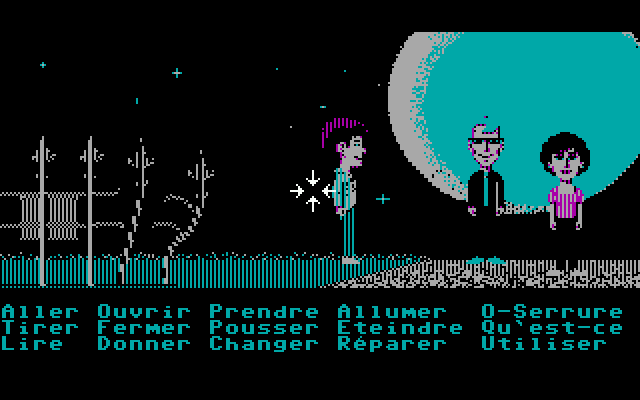 Aller Ouvrir Prendre Allumer O-Serrure
Tirer Fermer Pousser Eteindre Qu'est-ce
Lire Donner Changer Réparer Utiliser